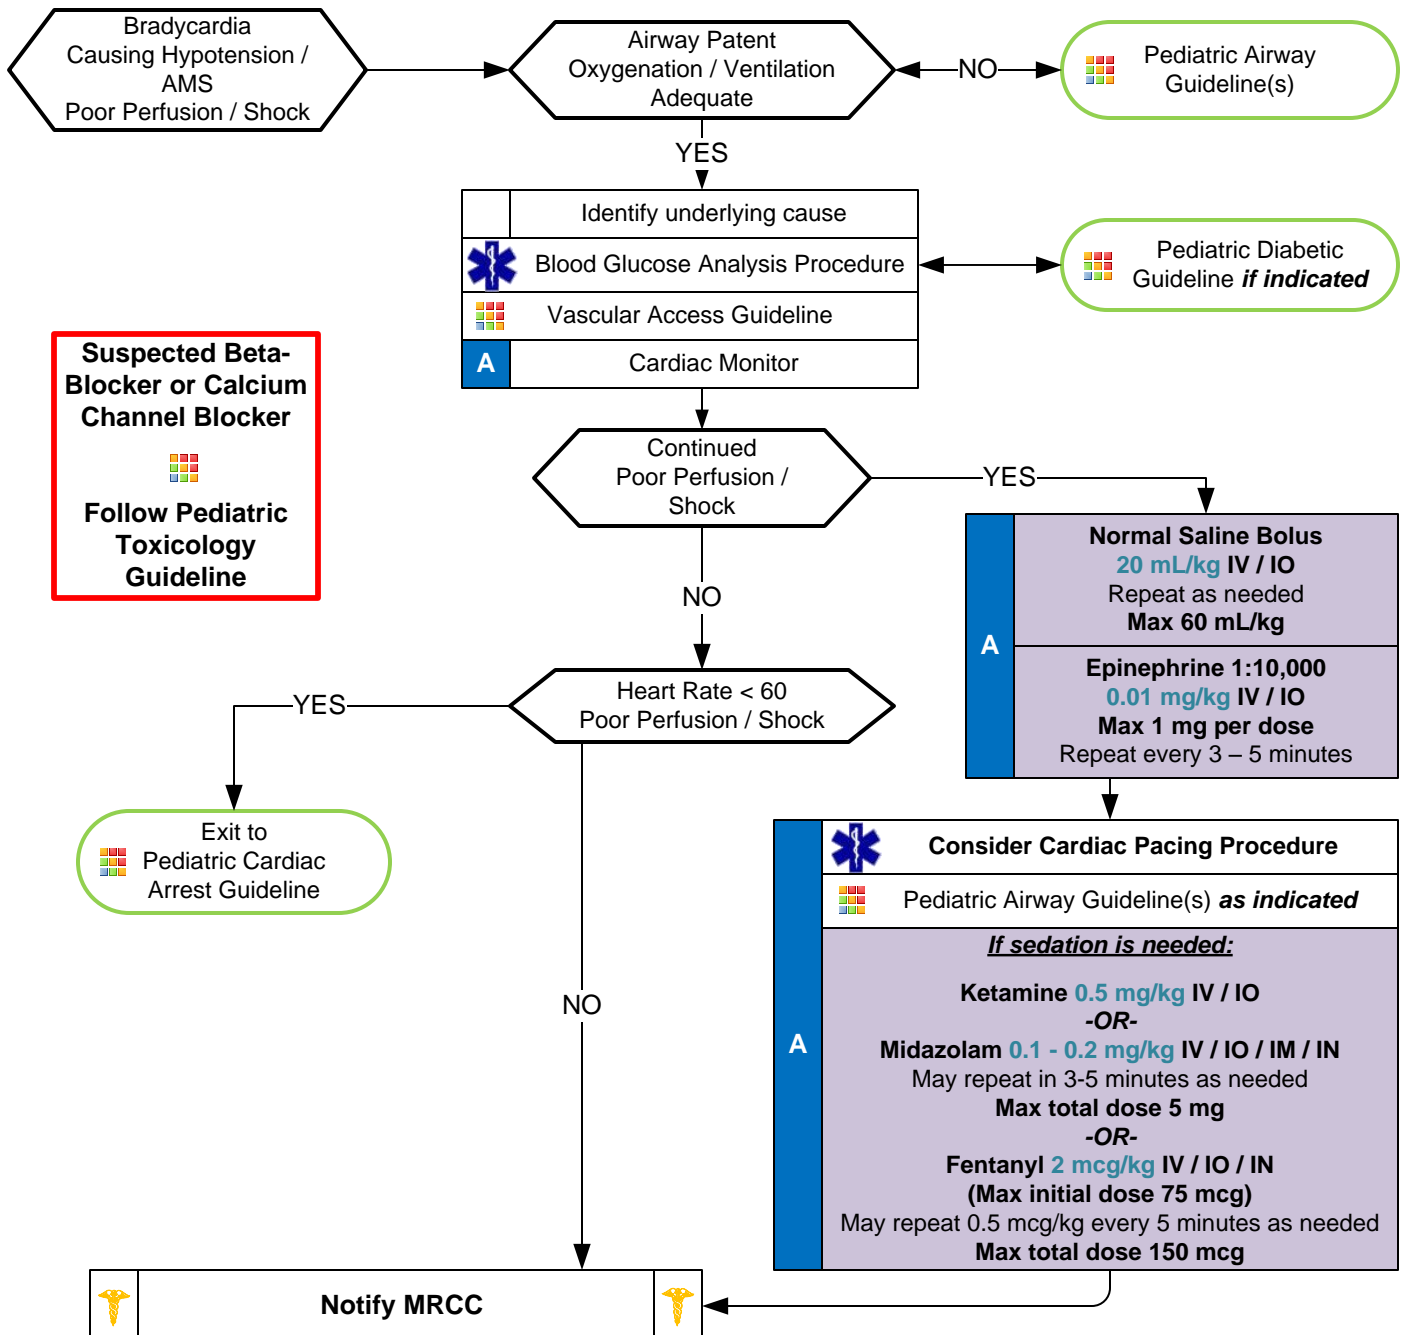 Bradycardia
Causing Hypotension /
AMS
Poor Perfusion / Shock
Airway Patent
Oxygenation / Ventilation
Adequate
NO
Pediatric Airway
Guideline(s)
YES
Identify underlying cause
Blood Glucose Analysis Procedure
Vascular Access Guideline
A
Cardiac Monitor
Pediatric Diabetic
Guideline if indicated
Suspected Beta-
Blocker or Calcium
Channel Blocker
Follow Pediatric
Toxicology
Guideline
Continued
Poor Perfusion /
Shock
YES
NO
A
Normal Saline Bolus
20 mL/kg IV / IO
Repeat as needed
Max 60 mL/kg
Epinephrine 1:10,000
0.01 mg/kg IV / IO
Max 1 mg per dose
Repeat every 3 – 5 minutes
Heart Rate < 60
Poor Perfusion / Shock
YES
Exit to
Pediatric Cardiac
Arrest Guideline
NO
A
Consider Cardiac Pacing Procedure
Pediatric Airway Guideline(s) as indicated
If sedation is needed:
Ketamine 0.5 mg/kg IV / IO
-OR-
Midazolam 0.1 - 0.2 mg/kg IV / IO / IM / IN
May repeat in 3-5 minutes as needed
Max total dose 5 mg
-OR-
Fentanyl 2 mcg/kg IV / IO / IN
(Max initial dose 75 mcg)
May repeat 0.5 mcg/kg every 5 minutes as needed
Max total dose 150 mcg
Notify MRCC